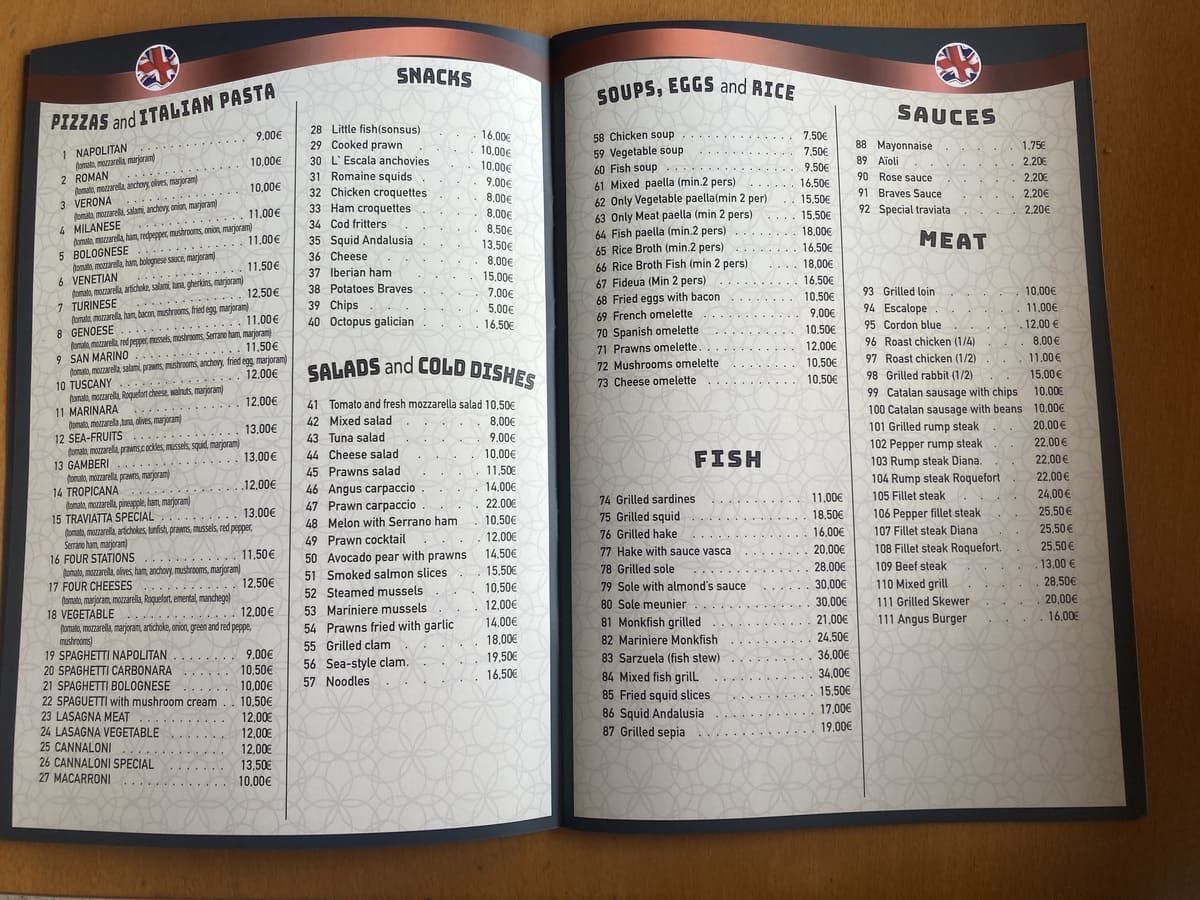 PIZZAS and ITALIAN PASTA
1 NAPOLITAN 9.00€
(tomato, mozzarella, marjoram)
2 ROMAN 10,00€
(tomato, mozzarella, anchovy, olives, marjoram)
3 VERONA 10,00€
(tomato, mozzarella, salami, anchovy, onion, marjoram)
4 MILANESE 11,00€
(tomato, mozzarella, ham, redpepper, mushrooms, onion, marjoram)
5 BOLOGNESE 11,00€
(tomato, mozzarella, ham, bolognese sauce, marjoram)
6 VENETIAN 11,50€
(tomato, mozzarella, artichoke, salami, tuna, gherkins, marjoram)
7 TURINESE 12,50€
(tomato, mozzarella, ham, bacon, mushrooms, fried egg, marjoram)
8 GENOESE 11,00€
(tomato, mozzarella, red pepper, mussels, mushrooms, Serrano ham, marjoram)
9 SAN MARINO 11,50€
(tomato, mozzarella, salami, prawns, mushrooms, anchovy, fried egg, marjoram)
10 TUSCANY 12,00€
(tomato, mozzarella, Roquefort cheese, walnuts, marjoram)
11 MARINARA 12,00€
(tomato, mozzarella ,tuna, olives, marjoram)
12 SEA-FRUITS 13,00€
(tomato, mozzarella, prawns,c ockles, mussels, squid, marjoram)
13 GAMBERI 13,00€
(tomato, mozzarella, prawns, marjoram)
14 TROPICANA 12,00€
(tomato, mozzarella, pineapple, ham, marjoram)
15 TRAVIATTA SPECIAL 13,00€
(tomato, mozzarella, artichokes, tunfish, prawns, mussels, red pepper,
Serrano ham, marjoram)
16 FOUR STATIONS 11,50€
(tomato, mozzarella, olives, ham, anchovy, mushrooms, marjoram)
17 FOUR CHEESES 12,50€
(tomato, marjoram, mozzarella, Roquefort, emental, manchego)
18 VEGETABLE 12,00€
(tomato, mozzarella, marjoram, artichoke, onion, green and red peppe,
mushrooms)
19 SPAGHETTI NAPOLITAN 9,00€
20 SPAGHETTI CARBONARA 10,50€
21 SPAGHETTI BOLOGNESE 10,00€
22 SPAGUETTI with mushroom cream 10,50€
23 LASAGNA MEAT 12,00€
24 LASAGNA VEGETABLE 12,00€
25 CANNALONI 12,00€
26 CANNALONI SPECIAL 13,50€
27 MACARRONI 10,00€
SNACKS
28 Little fish(sonsus) 16,00€
29 Cooked prawn 10,00€
30 L´ Escala anchovies 10,00€
31 Romaine squids 9,00€
32 Chicken croquettes 8,00€
33 Ham croquettes 8,00€
34 Cod fritters 8,50€
35 Squid Andalusia 13,50€
36 Cheese 8,00€
37 Iberian ham 15,00€
38 Potatoes Braves 7,00€
39 Chips 5,00€
40 Octopus galician 16.50€
SALADS and COLD DISHES
41 Tomato and fresh mozzarella salad 10,50€
42 Mixed salad 8,00€
43 Tuna salad 9,00€
44 Cheese salad 10,00€
45 Prawns salad 11,50€
46 Angus carpaccio 14,00€
47 Prawn carpaccio 22,00€
48 Melon with Serrano ham 10,50€
49 Prawn cocktail 12,00€
50 Avocado pear with prawns 14,50€
51 Smoked salmon slices 15,50€
52 Steamed mussels 10,50€
53 Mariniere mussels 12,00€
54 Prawns fried with garlic 14,00€
55 Grilled clam 18,00€
56 Sea-style clam. 19,50€
57 Noodles 16,50€
SOUPS, EGGS and RICE
58 Chicken soup 7.50€
59 Vegetable soup 7,50€
60 Fish soup 9.50€
61 Mixed paella (min.2 pers) 16,50€
62 Only Vegetable paella(min 2 per) 15,50€
63 Only Meat paella (min 2 pers) 15,50€
64 Fish paella (min.2 pers) 18,00€
65 Rice Broth (min.2 pers) 16,50€
66 Rice Broth Fish (min 2 pers) 18,00€
67 Fideua (Min 2 pers) 16,50€
68 Fried eggs with bacon 10,50€
69 French omelette 9,00€
70 Spanish omelette 10,50€
71 Prawns omelette 12,00€
72 Mushrooms omelette 10,50€
73 Cheese omelette 10,50€
FISH
74 Grilled sardines 11,00€
75 Grilled squid 18,50€
76 Grilled hake 16,00€
77 Hake with sauce vasca 20,00€
78 Grilled sole 28,00€
79 Sole with almond's sauce 30,00€
80 Sole meunier 30,00€
81 Monkfish grilled 21,00€
82 Mariniere Monkfish 24,50€
83 Sarzuela (fish stew) 36,00€
84 Mixed fish grilL 34,00€
85 Fried squid slices 15,50€
86 Squid Andalusia 17,00€
87 Grilled sepia 19,00€
SAUCES
88 Mayonnaise 1.75€
89 Aïoli 2.20€
90 Rose sauce 2,20€
91 Braves Sauce 2,20€
92 Special traviata 2,20€
MEAT
93 Grilled loin 10,00€
94 Escalope 11,00€
95 Cordon blue 12,00 €
96 Roast chicken (1/4) 8,00€
97 Roast chicken (1/2) 11,00€
98 Grilled rabbit (1/2) 15,00€
99 Catalan sausage with chips 10,00€
100 Catalan sausage with beans 10,00€
101 Grilled rump steak 20,00€
102 Pepper rump steak 22,00€
103 Rump steak Diana. 22,00€
104 Rump steak Roquefort 22,00€
105 Fillet steak 24,00€
106 Pepper fillet steak 25,50€
107 Fillet steak Diana 25,50€
108 Fillet steak Roquefort. 25,50€
109 Beef steak 13,00 €
110 Mixed grill 28,50€
111 Grilled Skewer 20,00€
111 Angus Burger 16,00€